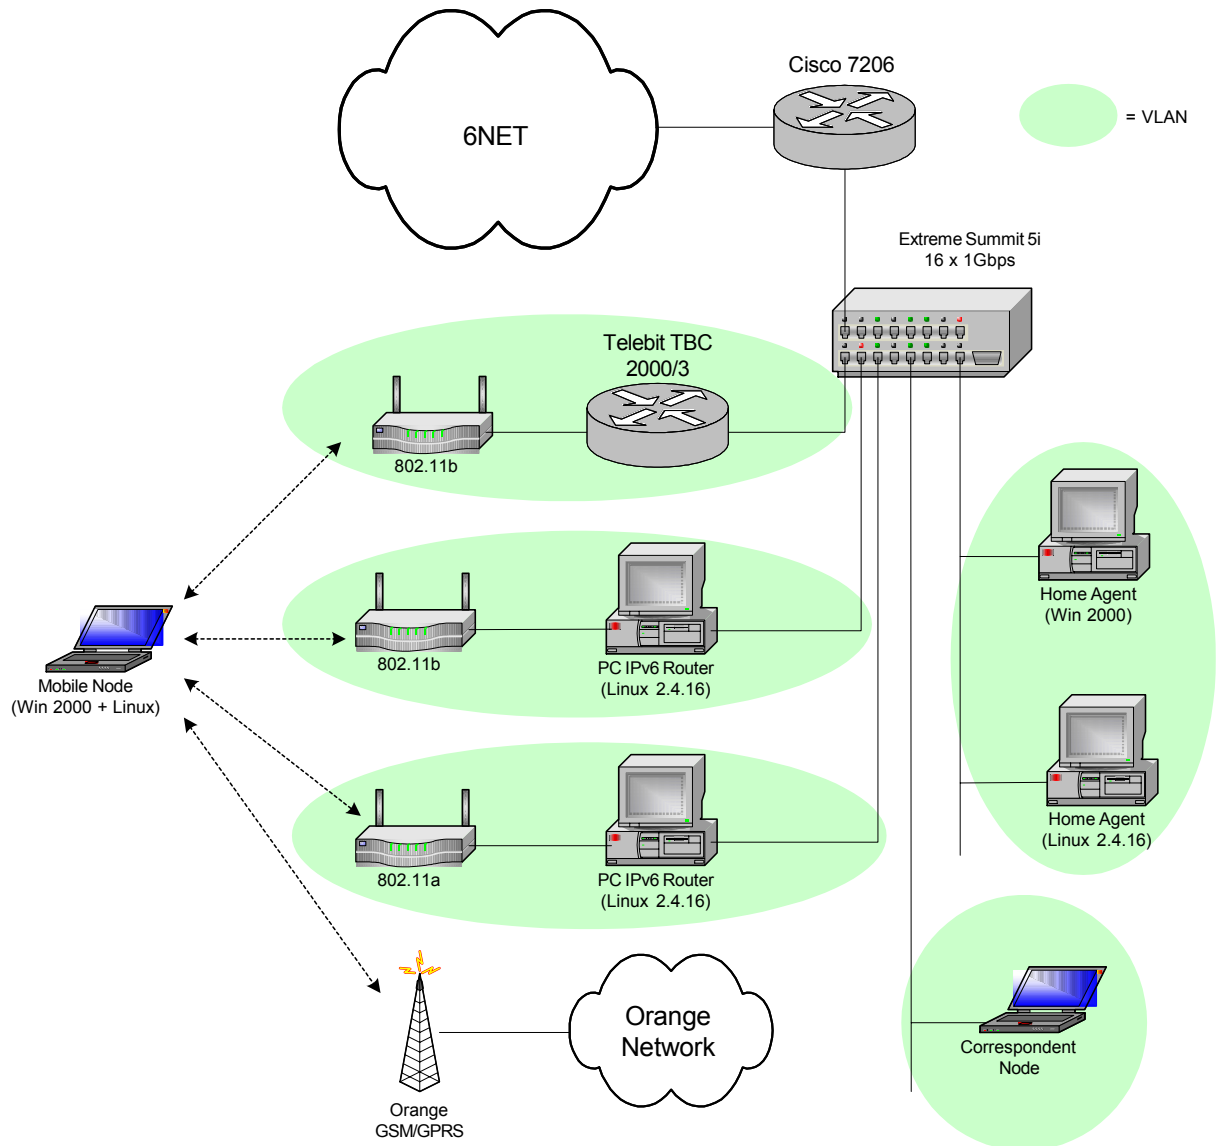 Cisco 7206
6NET
= VLAN
Extreme Summit 5i
16 x 1Gbps
Telebit TBC
2000/3
802.11b
Home Agent
(Win 2000)
802.11b
PC IPv6 Router
(Linux 2.4.16)
Mobile Node
(Win 2000 + Linux)
Home Agent
(Linux 2.4.16)
802.11a
PC IPv6 Router
(Linux 2.4.16)
Orange
Network
Correspondent
Node
Orange
GSM/GPRS